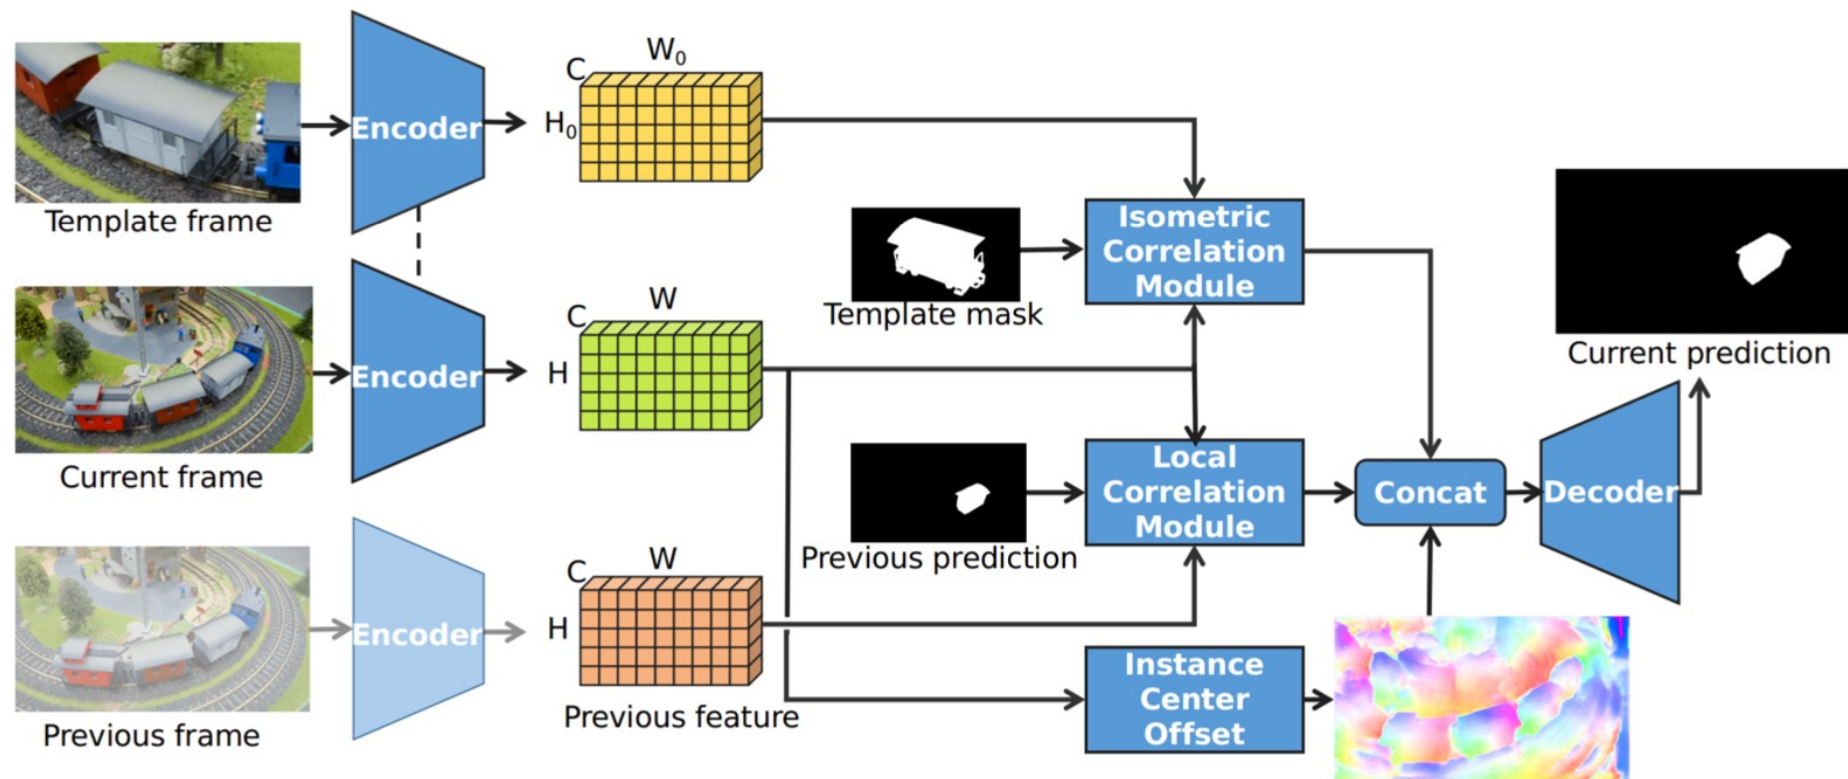 Template frame
Encoder
C
W₀
H₀
Current frame
Encoder
C
W
H
Previous frame
Encoder
C
W
H
Previous feature
Template mask
Isometric
Correlation
Module
Previous prediction
Local
Correlation
Module
Instance
Center
Offset
Concat
Decoder
Current prediction